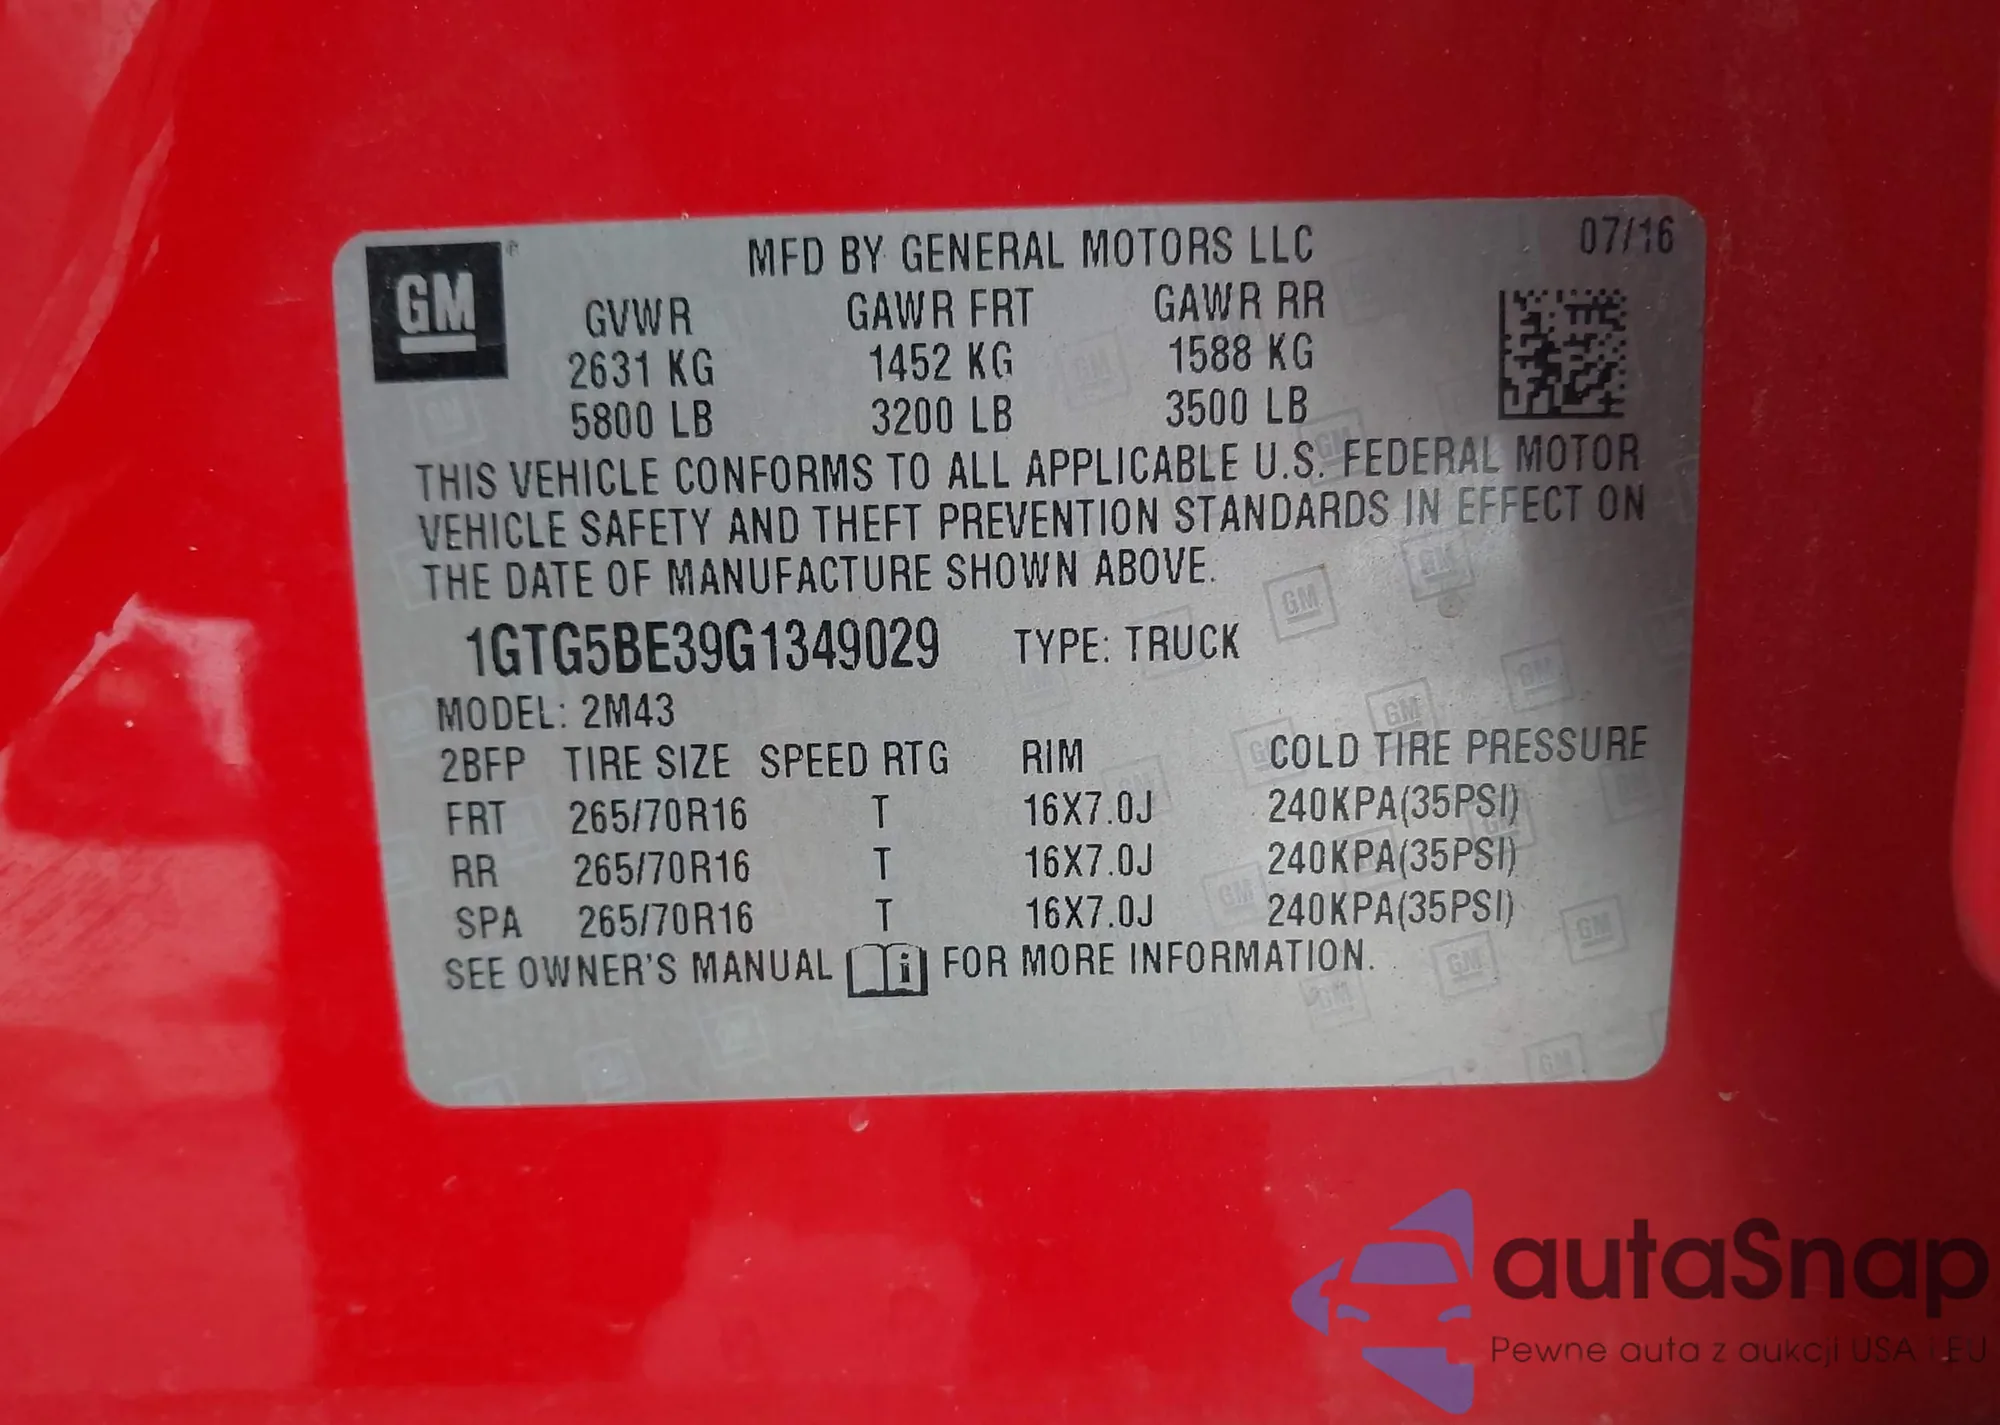 GM
MFD BY GENERAL MOTORS LLC 07/16
GVWR GAWR FRT GAWR RR
2631 KG 1452 KG 1588 KG
5800 LB 3200 LB 3500 LB
THIS VEHICLE CONFORMS TO ALL APPLICABLE U.S. FEDERAL MOTOR
VEHICLE SAFETY AND THEFT PREVENTION STANDARDS IN EFFECT ON
THE DATE OF MANUFACTURE SHOWN ABOVE.
1GTG5BE39G1349029 TYPE: TRUCK
MODEL: 2M43
2BFP TIRE SIZE SPEED RTG RIM COLD TIRE PRESSURE
FRT 265/70R16 T 16X7.0J 240KPA(35PSI)
RR 265/70R16 T 16X7.0J 240KPA(35PSI)
SPA 265/70R16 T 16X7.0J 240KPA(35PSI)
SEE OWNER'S MANUAL i FOR MORE INFORMATION.
autaSnap
Pewne auta z aukcji USA i EU